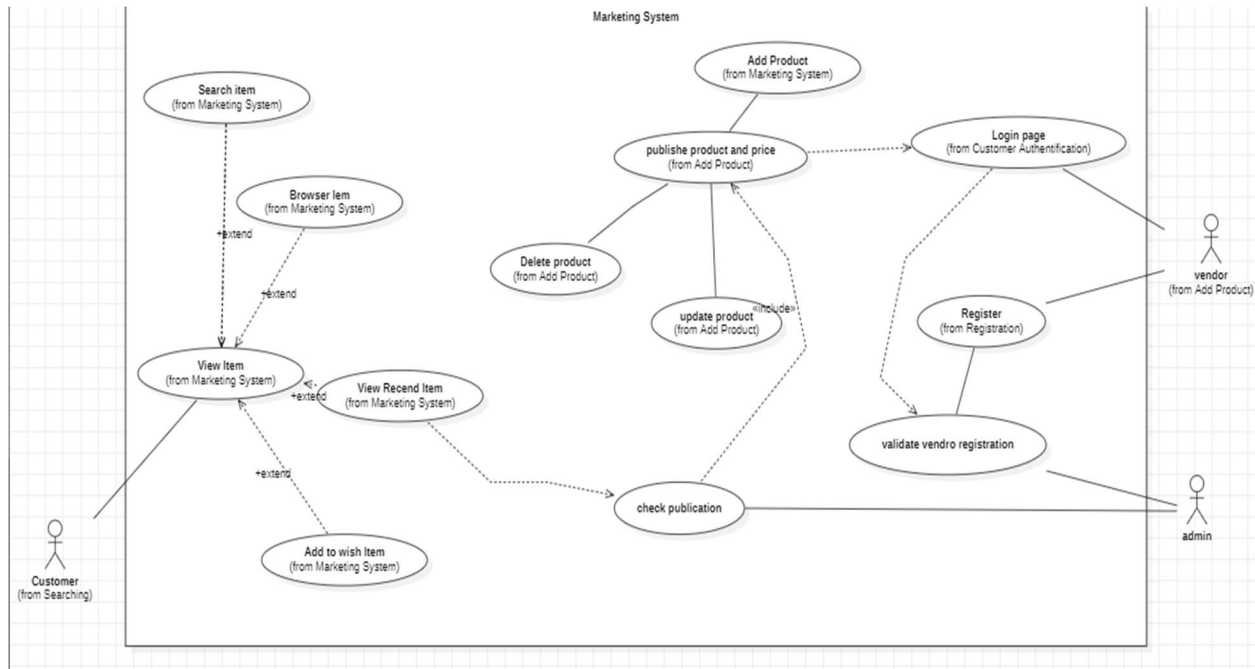 Marketing System
Add Product
(from Marketing System)
Search item
(from Marketing System)
publishe product and price
(from Add Product)
Login page
(from Customer Authentification)
Browser lem
(from Marketing System)
+extend
Delete product
(from Add Product)
vendor
(from Add Product)
+extend
update product
(from Add Product)
«include»
Register
(from Registration)
View Item
(from Marketing System)
View Recend Item
(from Marketing System)
+extend
validate vendro registration
+extend
check publication
admin
Add to wish Item
(from Marketing System)
Customer
(from Searching)